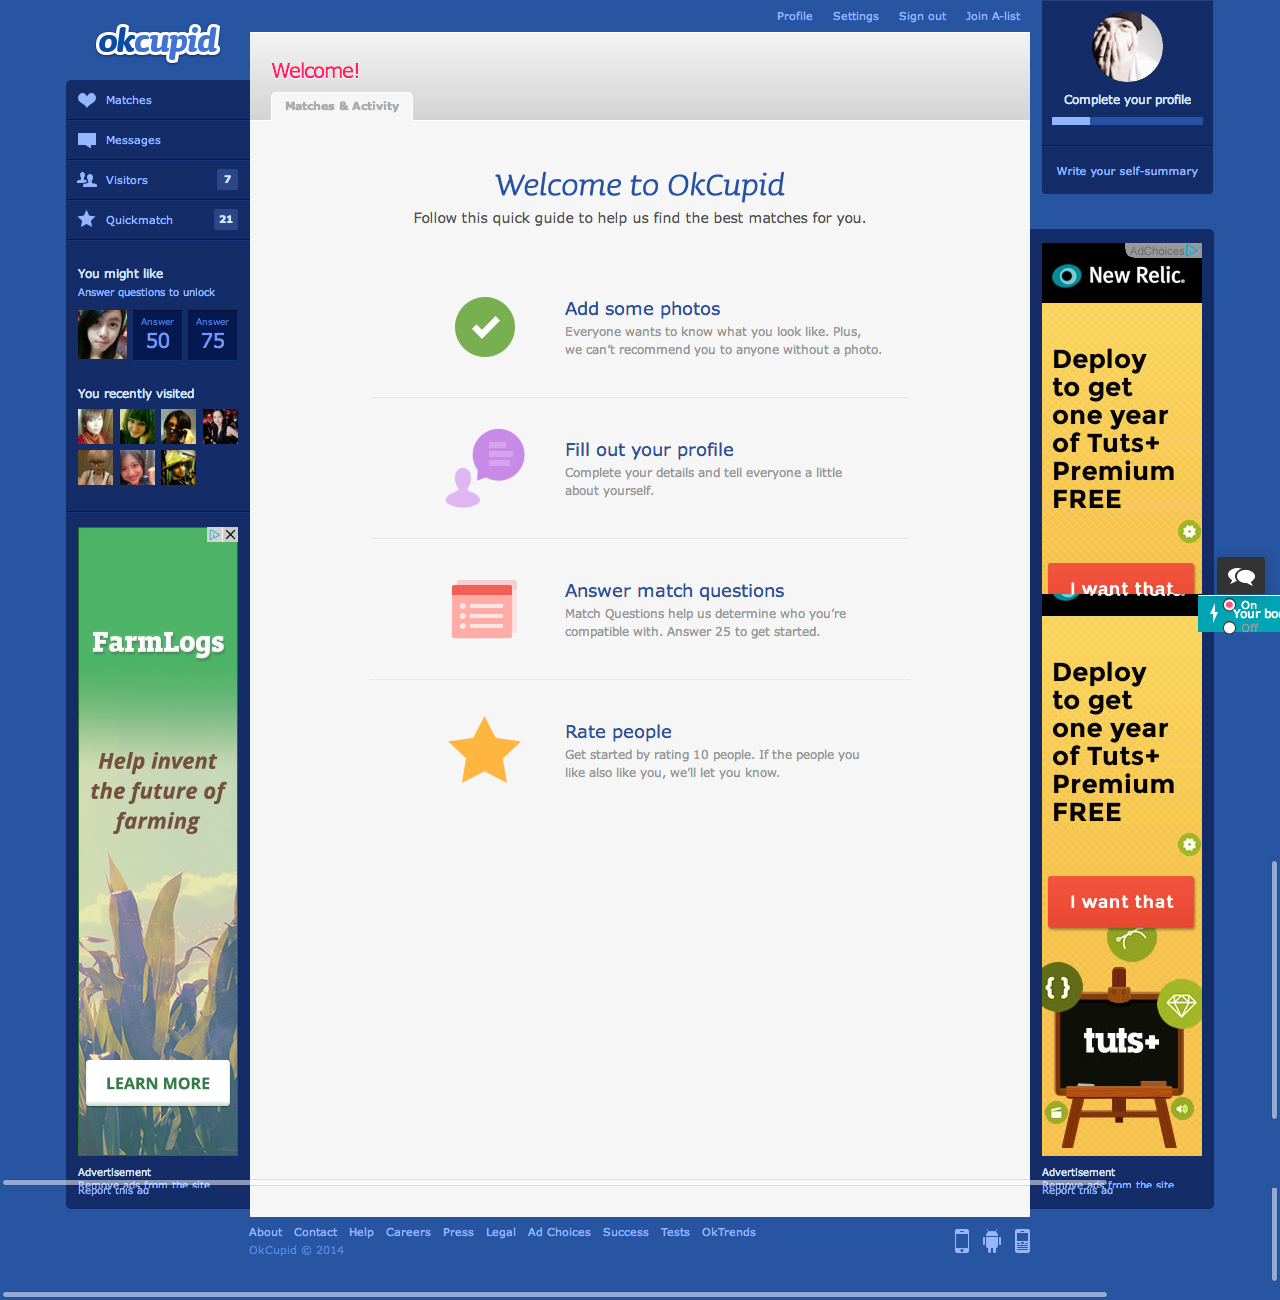 Profile Settings Sign out Join A-list
okcupid
Matches
Messages
Visitors 7
Quickmatch 21
You might like
Answer questions to unlock
Answer
50
Answer
75
You recently visited
FarmLogs
Help invent
the future of
farming
LEARN MORE
Advertisement
Remove ads from the site
Report this ad
Welcome!
Matches & Activity
Welcome to OkCupid
Follow this quick guide to help us find the best matches for you.
Add some photos
Everyone wants to know what you look like. Plus,
we can’t recommend you to anyone without a photo.
Fill out your profile
Complete your details and tell everyone a little
about yourself.
Answer match questions
Match Questions help us determine who you’re
compatible with. Answer 25 to get started.
Rate people
Get started by rating 10 people. If the people you
like also like you, we’ll let you know.
Complete your profile
Write your self-summary
AdChoices
New Relic.
Deploy
to get
one year
of Tuts+
Premium
FREE
I want that
On
Your boo
Off
Deploy
to get
one year
of Tuts+
Premium
FREE
I want that
{ }
tuts+
Advertisement
Remove ads from the site
Report this ad
About Contact Help Careers Press Legal Ad Choices Success Tests OkTrends
OkCupid © 2014